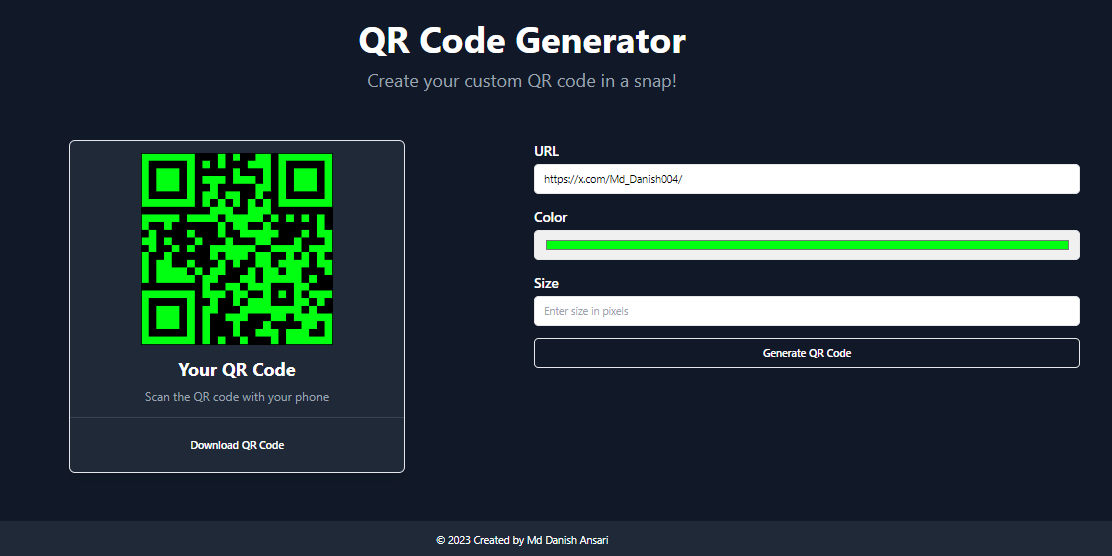 QR Code Generator
Create your custom QR code in a snap!
Your QR Code
Scan the QR code with your phone
Download QR Code
URL
https://x.com/Md_Danish004/
Color
Size
Enter size in pixels
Generate QR Code
© 2023 Created by Md Danish Ansari